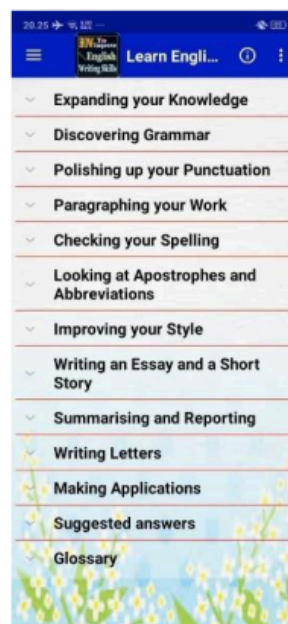 20.25
To
Improve
English
Writing Skills
Learn Engli...
Expanding your Knowledge
Discovering Grammar
Polishing up your Punctuation
Paragraphing your Work
Checking your Spelling
Looking at Apostrophes and
Abbreviations
Improving your Style
Writing an Essay and a Short
Story
Summarising and Reporting
Writing Letters
Making Applications
Suggested answers
Glossary